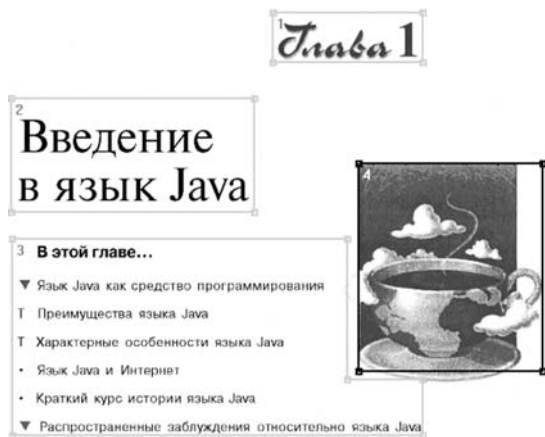 1
Глава 1
2
Введение
в язык Java
4
3 В этой главе...
▼ Язык Java как средство программирования
T Преимущества языка Java
T Характерные особенности языка Java
• Язык Java и Интернет
• Краткий курс истории языка Java
▼ Распространенные заблуждения относительно языка Java